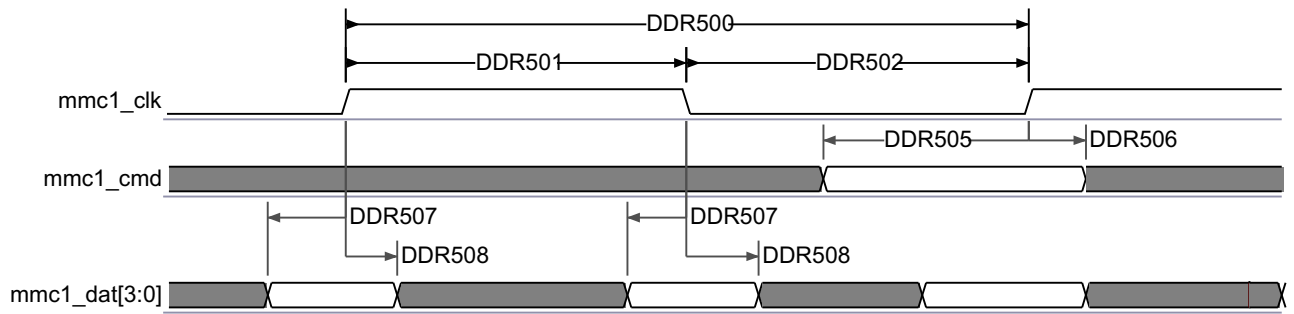 DDR500
DDR501 DDR502
mmc1_clk
DDR505 DDR506
mmc1_cmd
DDR507 DDR507
DDR508 DDR508
mmc1_dat[3:0]